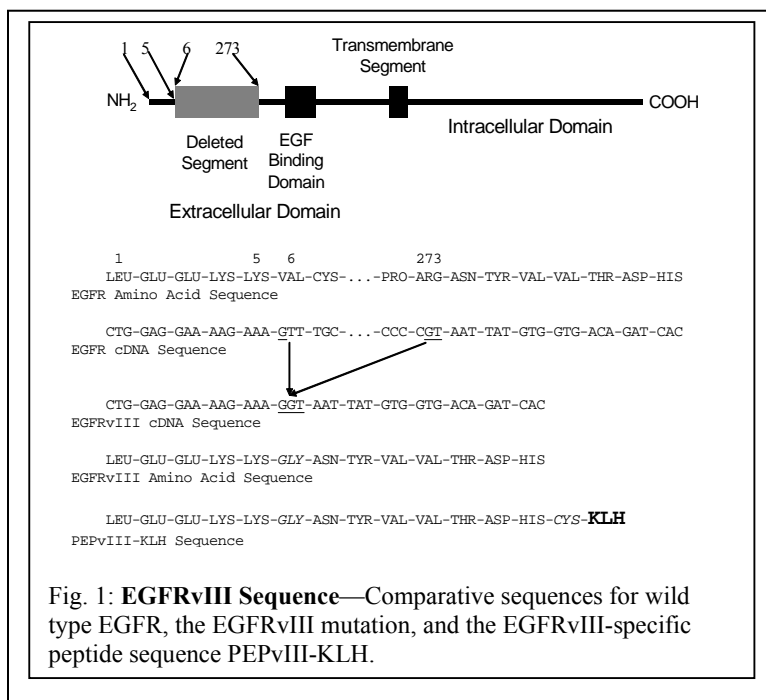 Transmembrane
Segment
1 5 6 273
NH2
COOH
Deleted
Segment
EGF
Binding
Domain
Intracellular Domain
Extracellular Domain
1 5 6 273
LEU-GLU-GLU-LYS-LYS-VAL-CYS-...-PRO-ARG-ASN-TYR-VAL-VAL-THR-ASP-HIS
EGFR Amino Acid Sequence
CTG-GAG-GAA-AAG-AAA-GTT-TGC-...-CCC-CGT-AAT-TAT-GTG-GTG-ACA-GAT-CAC
EGFR cDNA Sequence
CTG-GAG-GAA-AAG-AAA-GGT-AAT-TAT-GTG-GTG-ACA-GAT-CAC
EGFRvIII cDNA Sequence
LEU-GLU-GLU-LYS-LYS-GLY-ASN-TYR-VAL-VAL-THR-ASP-HIS
EGFRvIII Amino Acid Sequence
LEU-GLU-GLU-LYS-LYS-GLY-ASN-TYR-VAL-VAL-THR-ASP-HIS-CYS-KLH
PEPvIII-KLH Sequence
Fig. 1: EGFRvIII Sequence—Comparative sequences for wild
type EGFR, the EGFRvIII mutation, and the EGFRvIII-specific
peptide sequence PEPvIII-KLH.